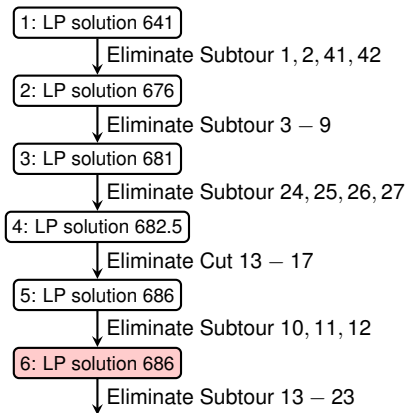 1: LP solution 641
Eliminate Subtour 1, 2, 41, 42
2: LP solution 676
Eliminate Subtour 3 − 9
3: LP solution 681
Eliminate Subtour 24, 25, 26, 27
4: LP solution 682.5
Eliminate Cut 13 − 17
5: LP solution 686
Eliminate Subtour 10, 11, 12
6: LP solution 686
Eliminate Subtour 13 − 23